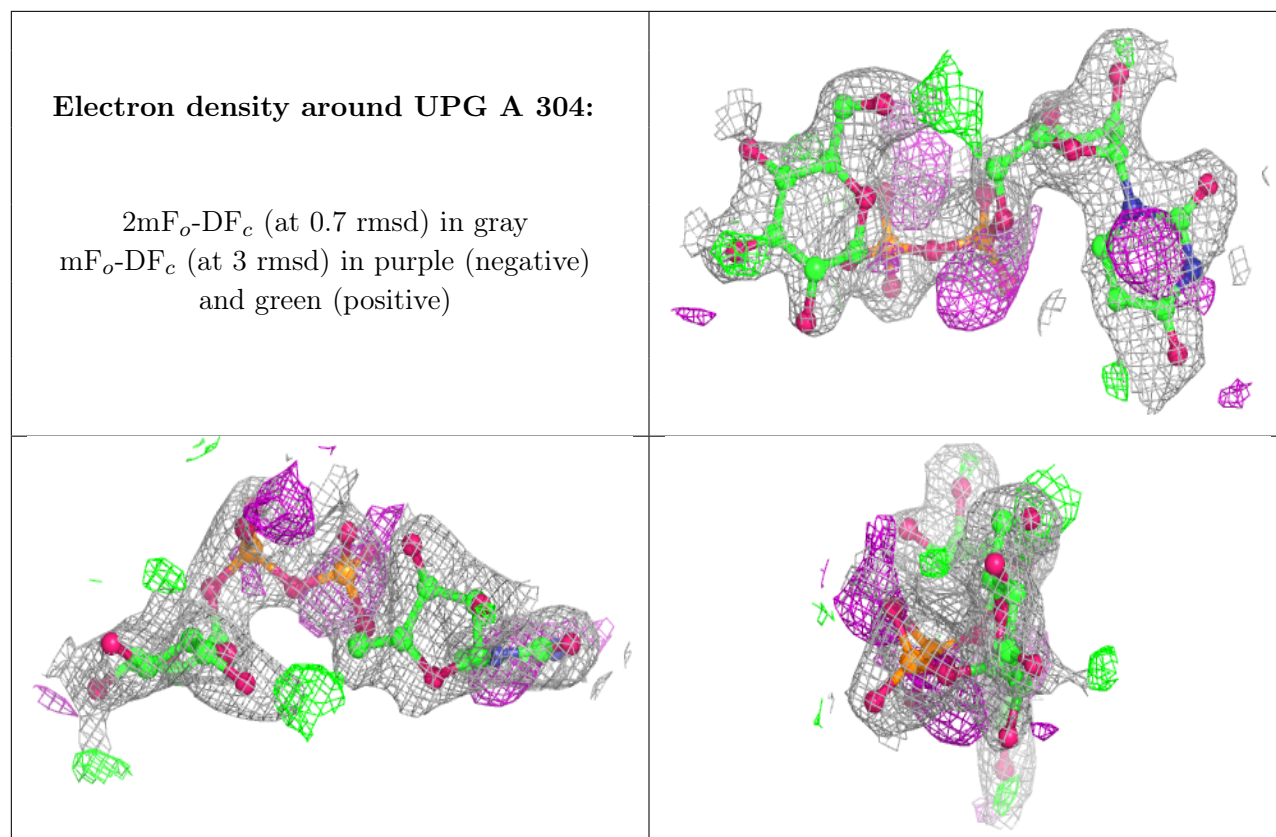 Electron density around UPG A 304:
2mFₒ-DF𝑐 (at 0.7 rmsd) in gray
mFₒ-DF𝑐 (at 3 rmsd) in purple (negative)
and green (positive)